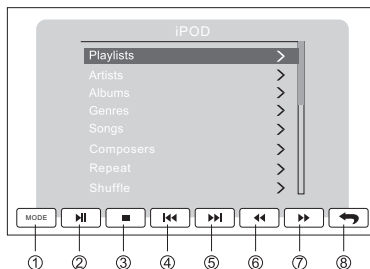 iPOD
Playlists
Artists
Albums
Genres
Songs
Composers
Repeat
Shuffle
MODE
① ② ③ ④ ⑤ ⑥ ⑦ ⑧